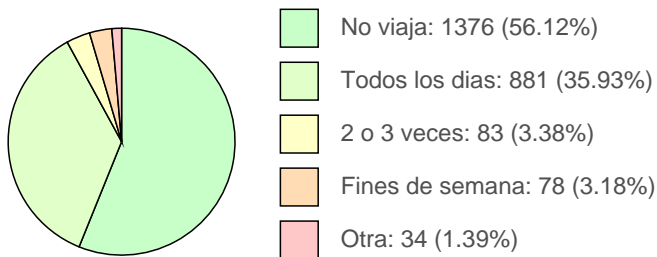 No viaja: 1376 (56.12%)
Todos los dias: 881 (35.93%)
2 o 3 veces: 83 (3.38%)
Fines de semana: 78 (3.18%)
Otra: 34 (1.39%)